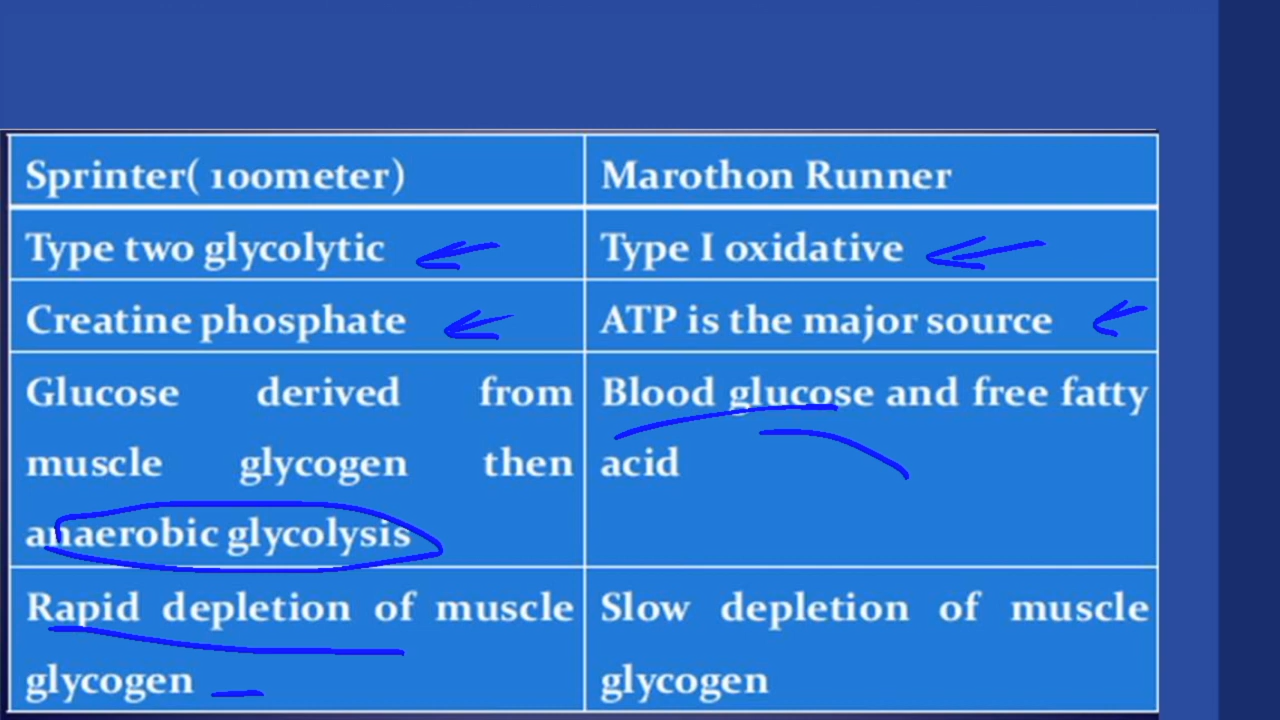 Sprinter( 100meter)
Marothon Runner
Type two glycolytic
Type I oxidative
Creatine phosphate
ATP is the major source
Glucose derived from
muscle glycogen then
anaerobic glycolysis
Blood glucose and free fatty
acid
Rapid depletion of muscle
glycogen
Slow depletion of muscle
glycogen